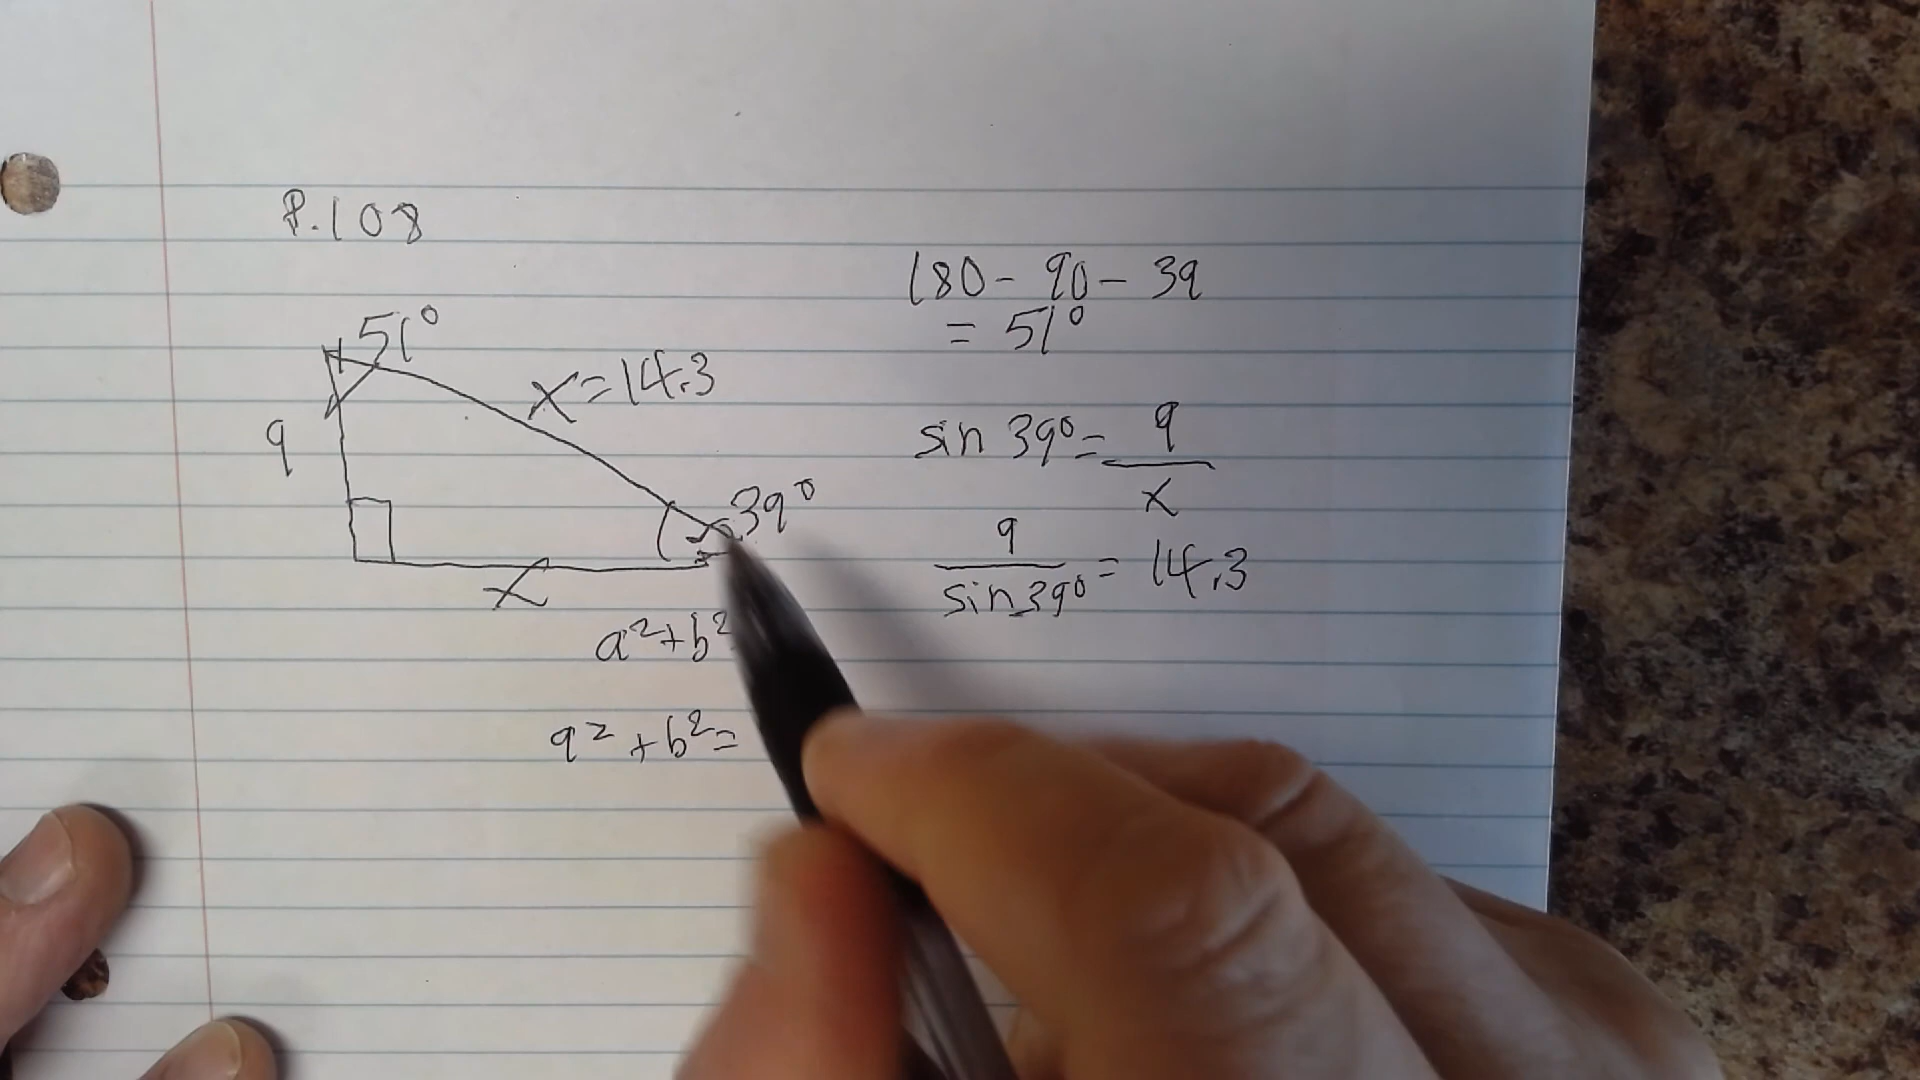 P.108
180 - 90 - 39
= 51°
51°
x = 14.3
9
39°
x
sin 39° = 9/x
9/sin 39° = 14.3
a² + b²
9² + b² =